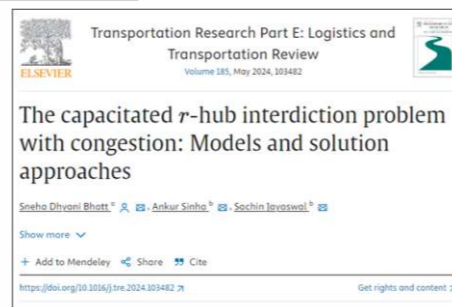 Transportation Research Part E: Logistics and
Transportation Review
Volume 185, May 2024, 103482
ELSEVIER
The capacitated r-hub interdiction problem
with congestion: Models and solution
approaches
Sneha Dhyani Bhatt a, Ankur Sinha b, Sachin Jayaswal b
Show more
+ Add to Mendeley Share Cite
https://doi.org/10.1016/j.tre.2024.103482 Get rights and content